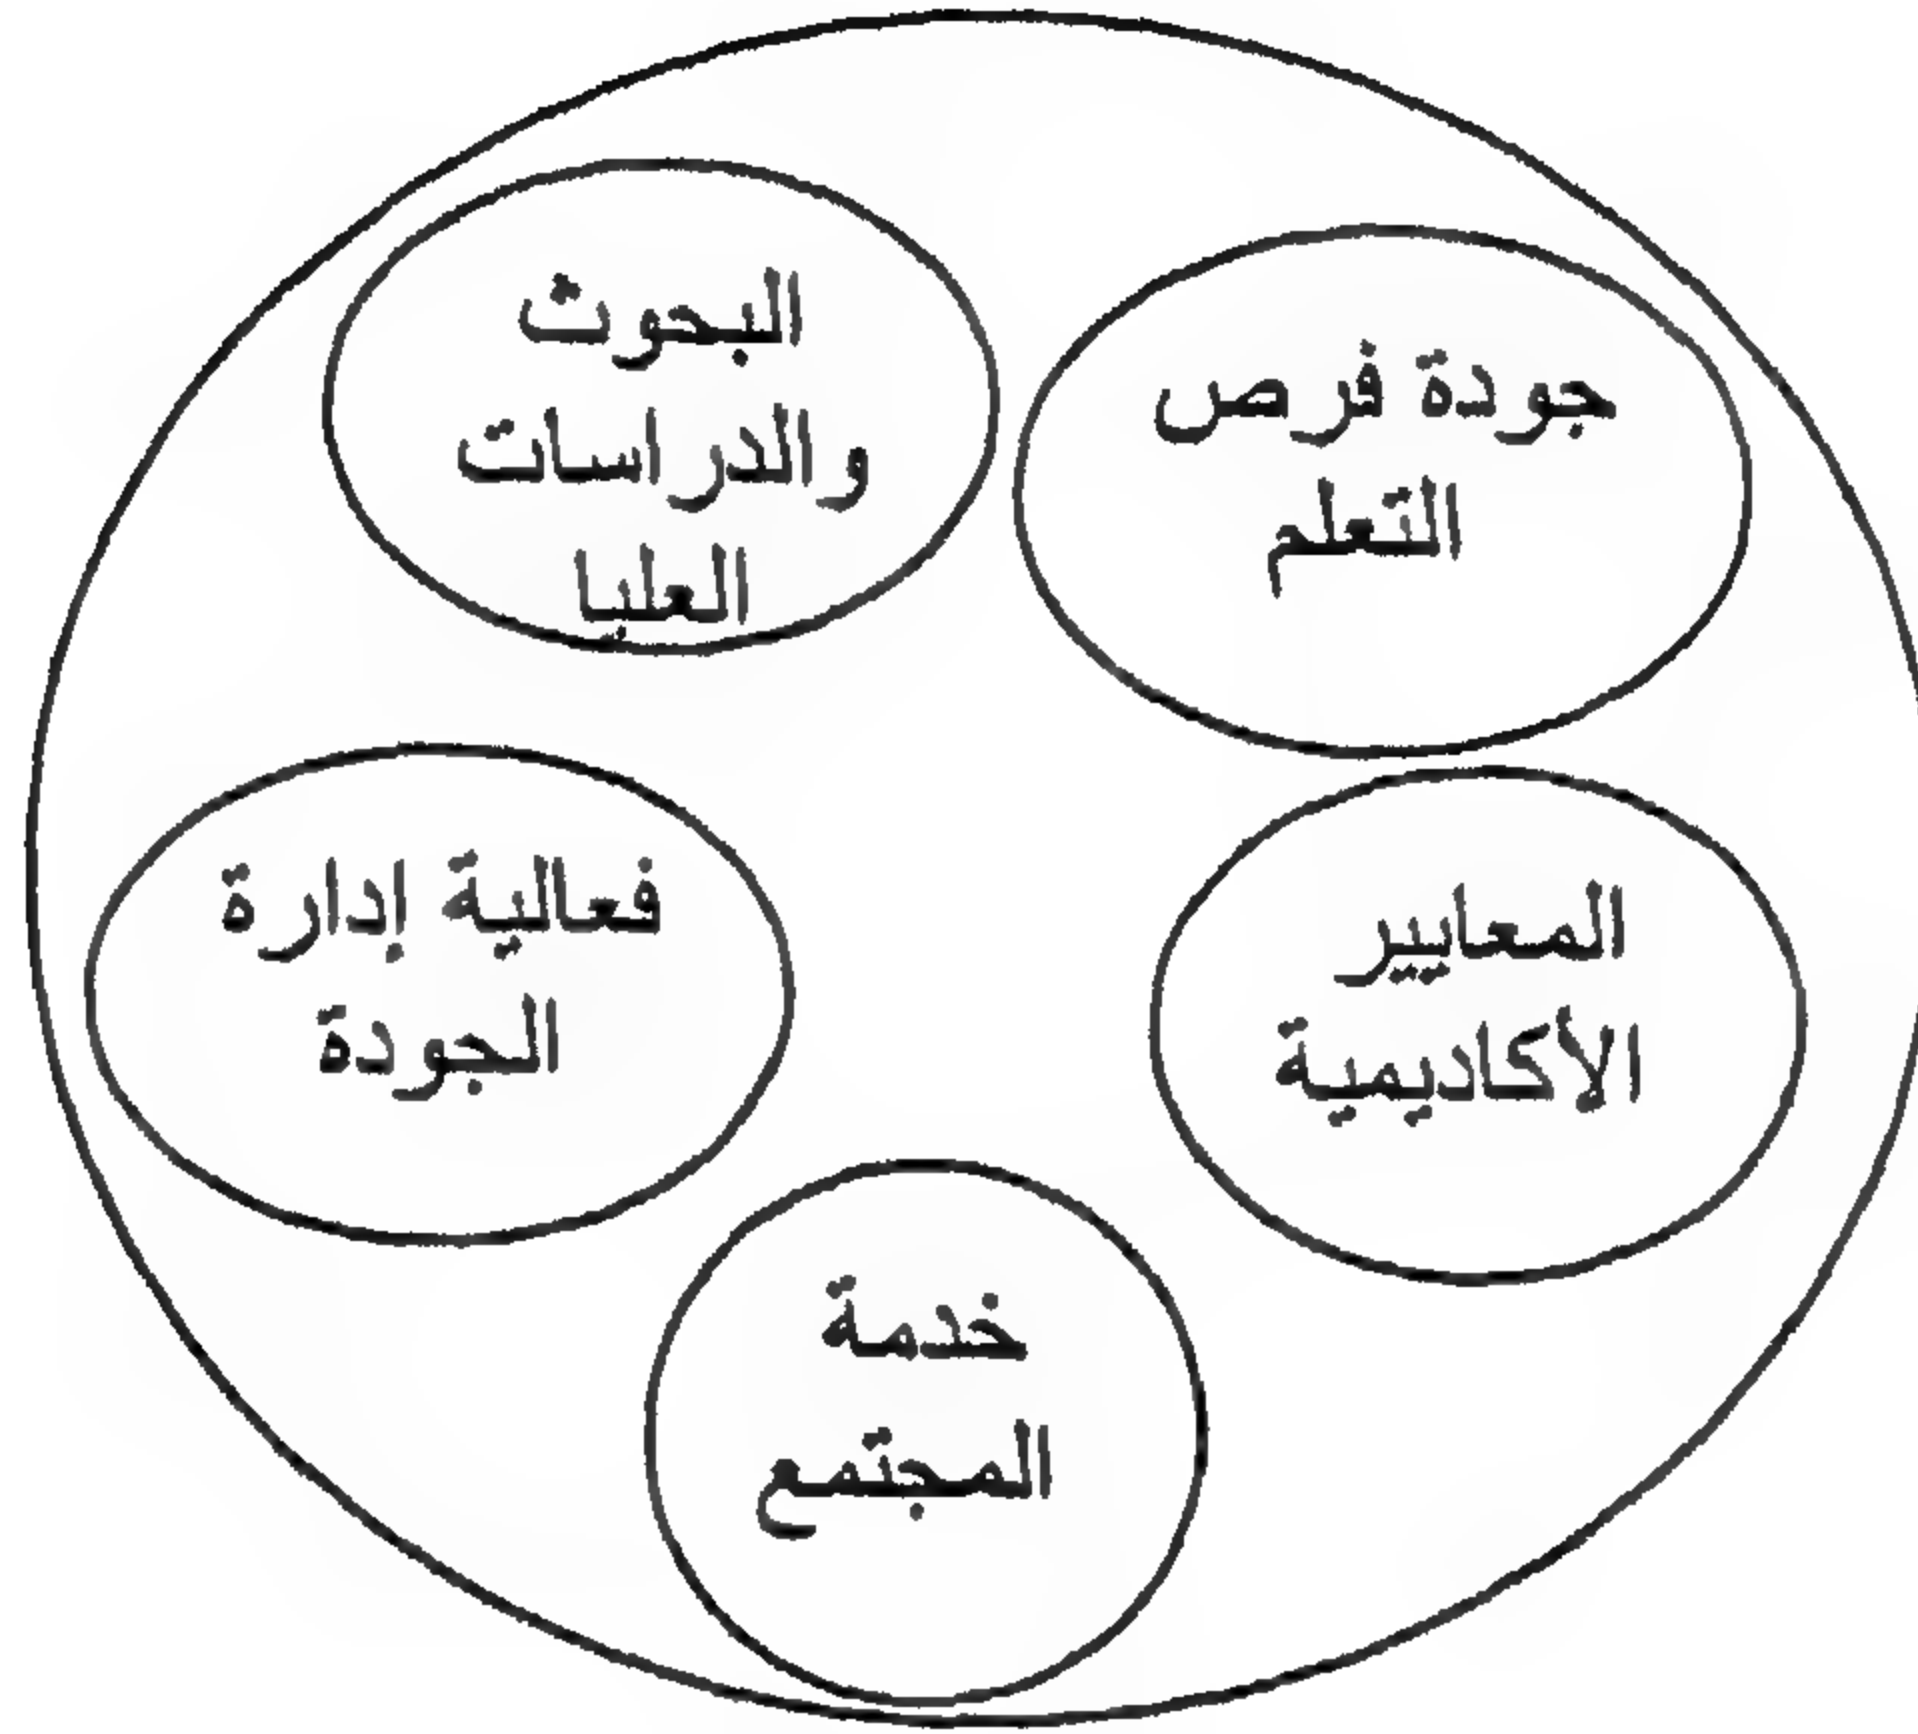 البحوث
والدراسات
العليا
جودة فرص
التعلم
فعالية إدارة
الجودة
المعايير
الأكاديمية
خدمة
المجتمع